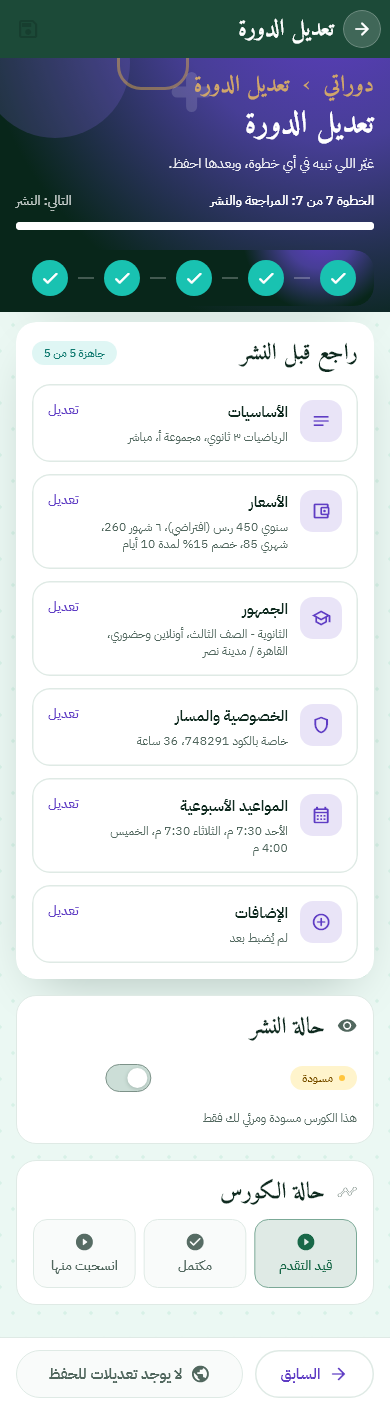 تعديل الدورة
دوراتي › تعديل الدورة
تعديل الدورة
غيّر اللي تبيه في أي خطوة، وبعدها احفظ.
الخطوة 7 من 7: المراجعة والنشر
التالي: النشر
راجع قبل النشر
جاهزة 5 من 5
الأساسيات
تعديل
الرياضيات ٣ ثانوي، مجموعة أ، مباشر
الأسعار
تعديل
سنوي 450 ر.س (افتراضي)، ٦ شهور 260،
شهري 85، خصم 15% لمدة 10 أيام
الجمهور
تعديل
الثانوية - الصف الثالث، أونلاين وحضوري،
القاهرة / مدينة نصر
الخصوصية والمسار
تعديل
خاصة بالكود 748291، 36 ساعة
المواعيد الأسبوعية
تعديل
الأحد 7:30 م، الثلاثاء 7:30 م، الخميس
4:00 م
الإضافات
تعديل
لم يُضبط بعد
حالة النشر
مسودة
هذا الكورس مسودة ومرئي لك فقط
حالة الكورس
قيد التقدم
مكتمل
انسحبت منها
السابق
لا يوجد تعديلات للحفظ